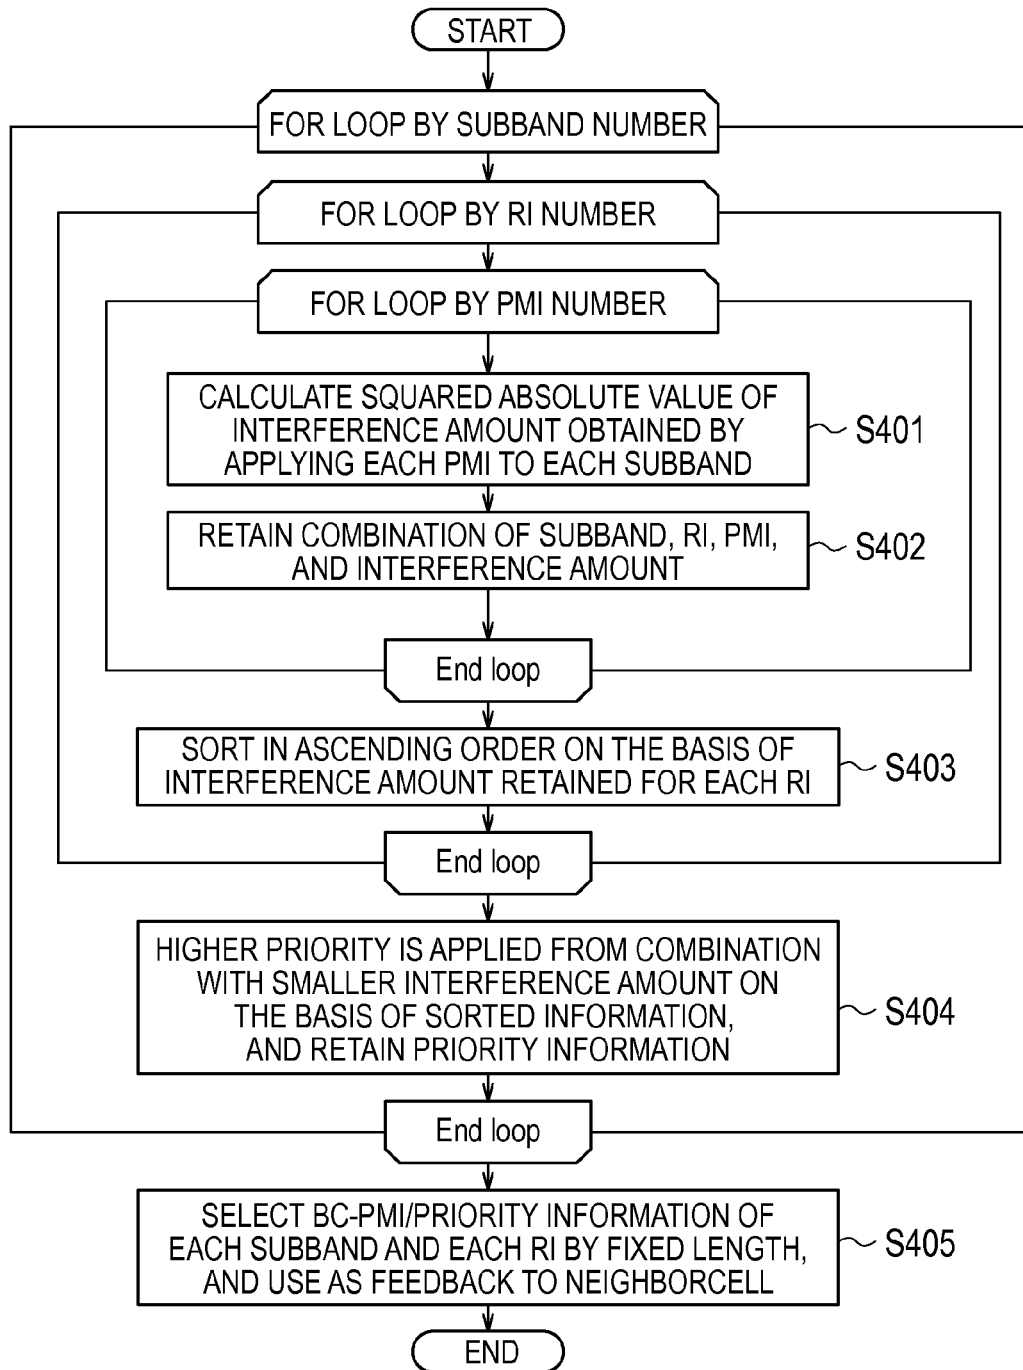 START
FOR LOOP BY SUBBAND NUMBER
FOR LOOP BY RI NUMBER
FOR LOOP BY PMI NUMBER
CALCULATE SQUARED ABSOLUTE VALUE OF
INTERFERENCE AMOUNT OBTAINED BY
APPLYING EACH PMI TO EACH SUBBAND
S401
RETAIN COMBINATION OF SUBBAND, RI, PMI,
AND INTERFERENCE AMOUNT
S402
End loop
SORT IN ASCENDING ORDER ON THE BASIS OF
INTERFERENCE AMOUNT RETAINED FOR EACH RI
S403
End loop
HIGHER PRIORITY IS APPLIED FROM COMBINATION
WITH SMALLER INTERFERENCE AMOUNT ON
THE BASIS OF SORTED INFORMATION,
AND RETAIN PRIORITY INFORMATION
S404
End loop
SELECT BC-PMI/PRIORITY INFORMATION OF
EACH SUBBAND AND EACH RI BY FIXED LENGTH,
AND USE AS FEEDBACK TO NEIGHBORCELL
S405
END